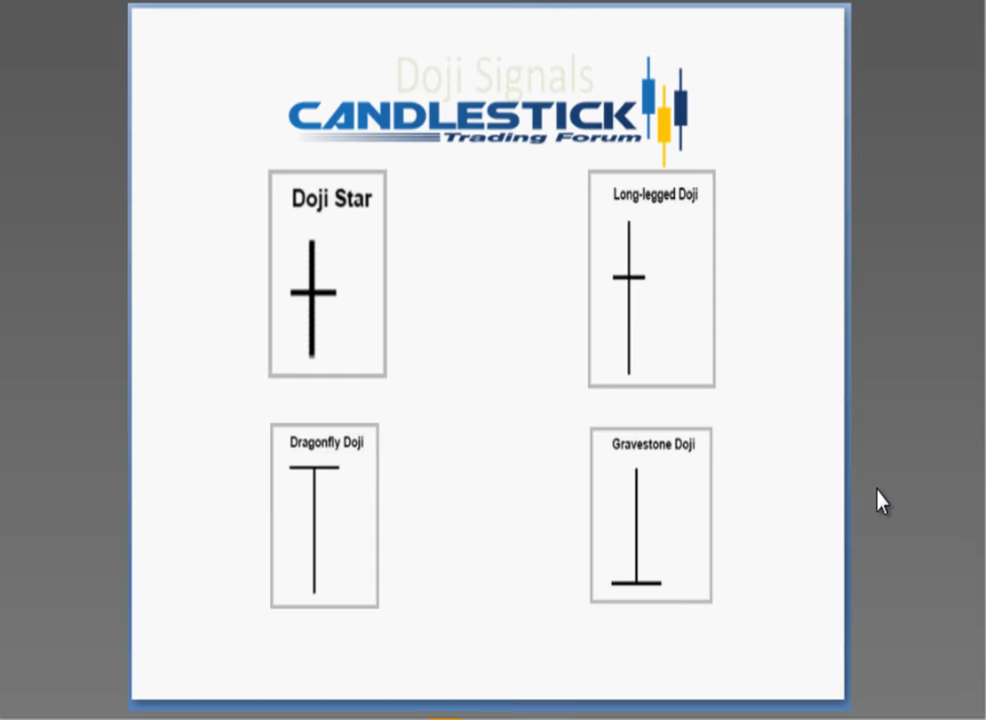 Doji Signals
CANDLESTICK
Trading Forum
Doji Star
Long-legged Doji
Dragonfly Doji
Gravestone Doji